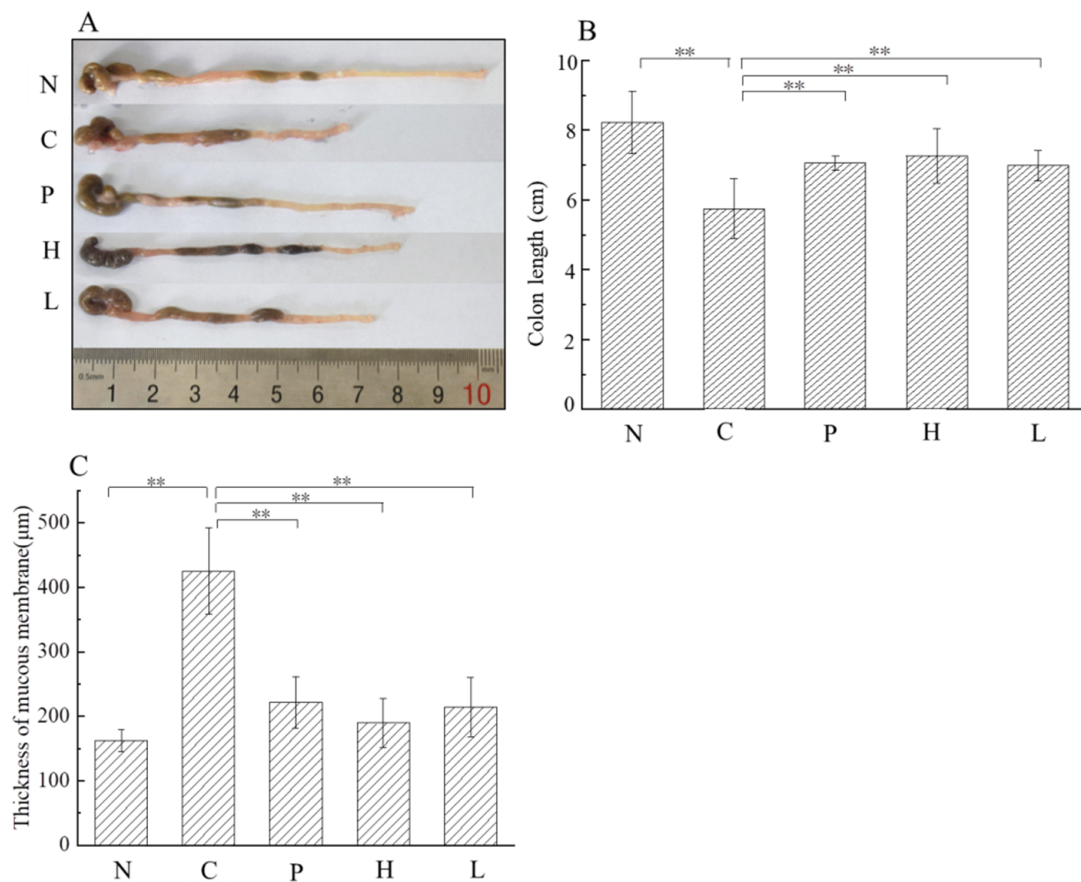 A
N
C
P
H
L
0.5mm
1 2 3 4 5 6 7 8 9 10
mm
B
** **
**
**
10
8
6
4
2
0
Colon length (cm)
N C P H L
C
** **
**
**
500
400
300
200
100
0
Thickness of mucous membrane(μm)
N C P H L